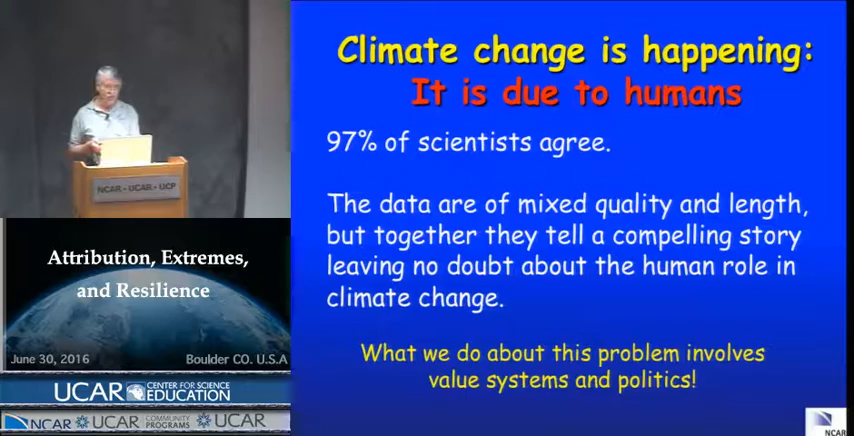 Climate change is happening:
It is due to humans
97% of scientists agree.
The data are of mixed quality and length,
but together they tell a compelling story
leaving no doubt about the human role in
climate change.
What we do about this problem involves
value systems and politics!
NCAR
NCAR - UCAR - UCP
Attribution, Extremes,
and Resilience
June 30, 2016
Boulder CO. U.S.A
UCAR CENTER FOR SCIENCE
EDUCATION
NCAR UCAR COMMUNITY
PROGRAMS UCAR